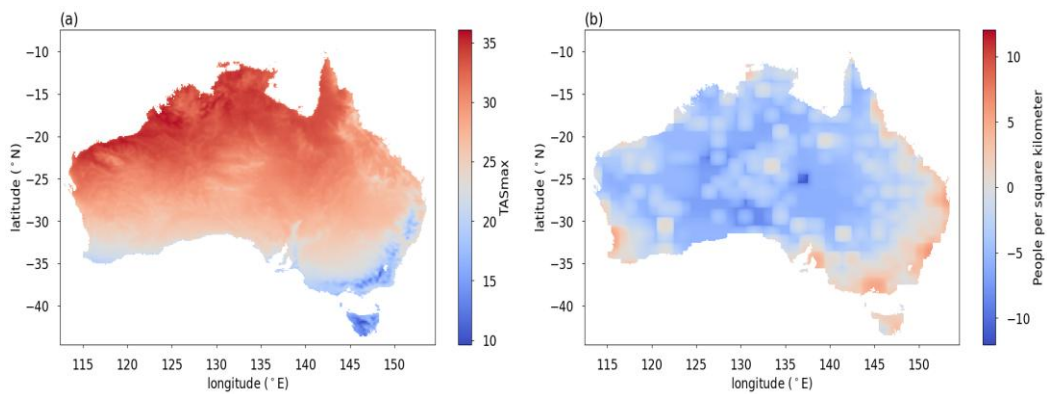 (a)
(b)
−10
−15
−20
−25
−30
−35
−40
latitude (°N)
115 120 125 130 135 140 145 150
longitude (°E)
35
30
25
20
15
10
TASmax
−10
−15
−20
−25
−30
−35
−40
latitude (°N)
115 120 125 130 135 140 145 150
longitude (°E)
10
5
0
−5
−10
People per square kilometer